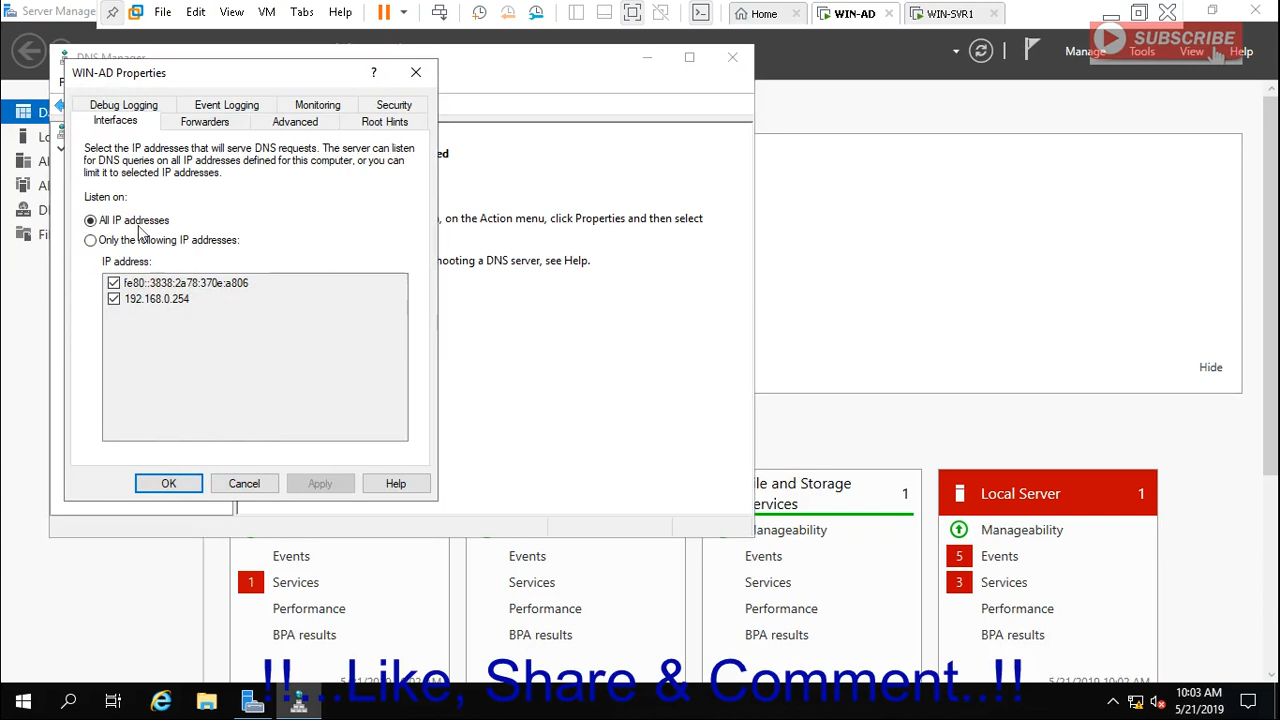 Server Manage
File
Edit
View
VM
Tabs
Help
Home
WIN-AD
WIN-SVR1
SUBSCRIBE
Manage
Tools
View
Help
DNS Manager
WIN-AD Properties
?
Debug Logging
Event Logging
Monitoring
Security
Interfaces
Forwarders
Advanced
Root Hints
Select the IP addresses that will serve DNS requests. The server can listen
for DNS queries on all IP addresses defined for this computer, or you can
limit it to selected IP addresses.
Listen on:
All IP addresses
Only the following IP addresses:
IP address:
fe80::3838:2a78:370e:a806
192.168.0.254
OK
Cancel
Apply
Help
F
D
Lo
Al
AD
D
Fi
ed
), on the Action menu, click Properties and then select
hooting a DNS server, see Help.
Hide
ile and Storage
ervices
1
Manageability
Events
Services
Performance
BPA results
Local Server
1
Manageability
5
Events
3
Services
Performance
BPA results
Events
1
Services
Performance
BPA results
Events
Services
Performance
BPA results
!!...Like, Share & Comment..!!
10:03 AM
5/21/2019